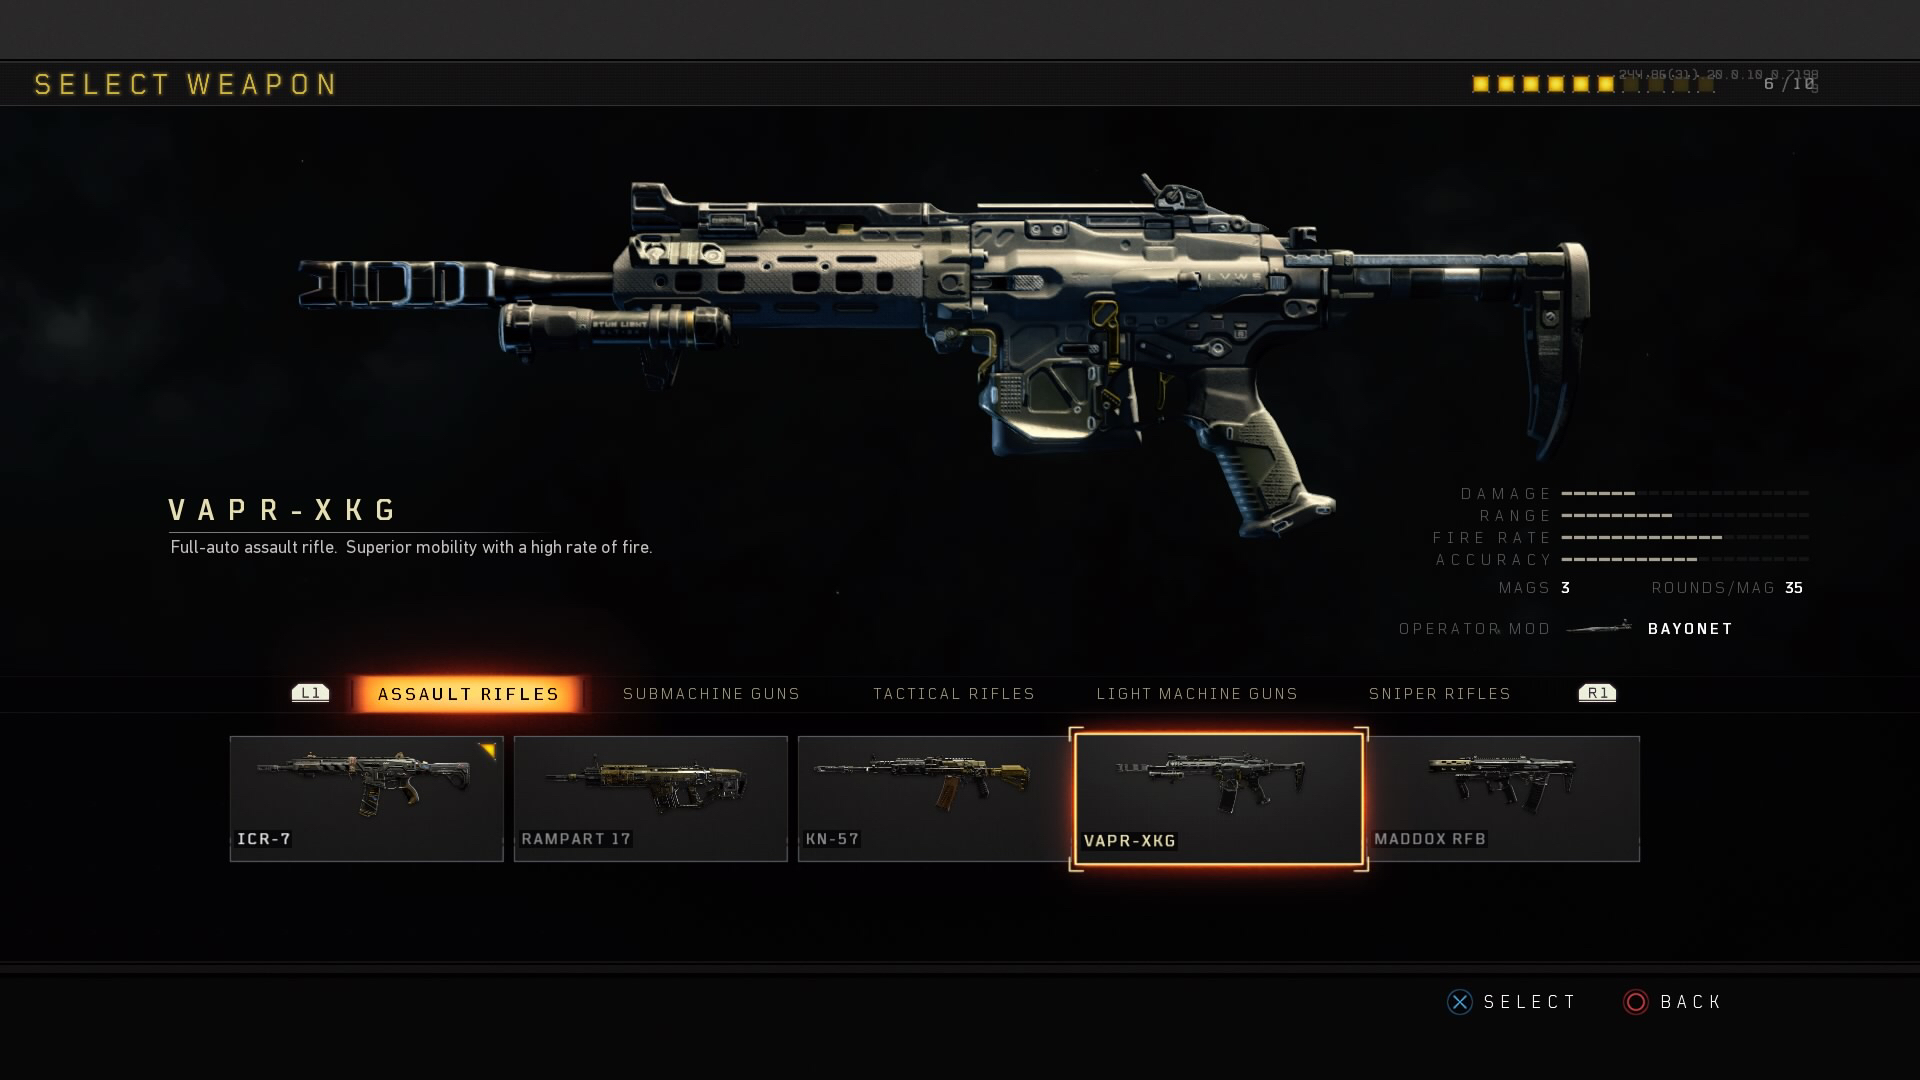 SELECT WEAPON
6 / 10
STUN LIGHT
VAPR-XKG
Full-auto assault rifle. Superior mobility with a high rate of fire.
DAMAGE
RANGE
FIRE RATE
ACCURACY
MAGS 3 ROUNDS/MAG 35
OPERATOR MOD BAYONET
L1 ASSAULT RIFLES SUBMACHINE GUNS TACTICAL RIFLES LIGHT MACHINE GUNS SNIPER RIFLES R1
ICR-7 RAMPART 17 KN-57 VAPR-XKG MADDOX RFB
SELECT BACK